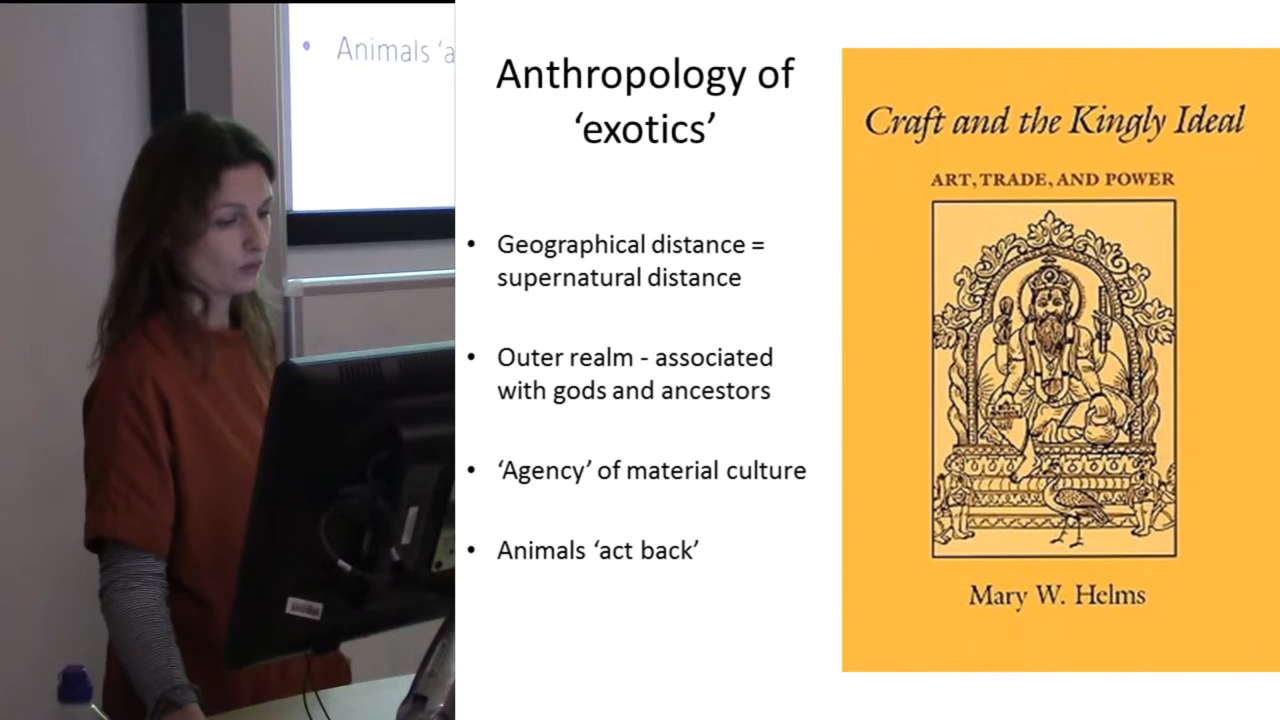 • Animals ‘a
Anthropology of
‘exotics’
• Geographical distance =
supernatural distance
• Outer realm - associated
with gods and ancestors
• ‘Agency’ of material culture
• Animals ‘act back’
Craft and the Kingly Ideal
ART, TRADE, AND POWER
Mary W. Helms